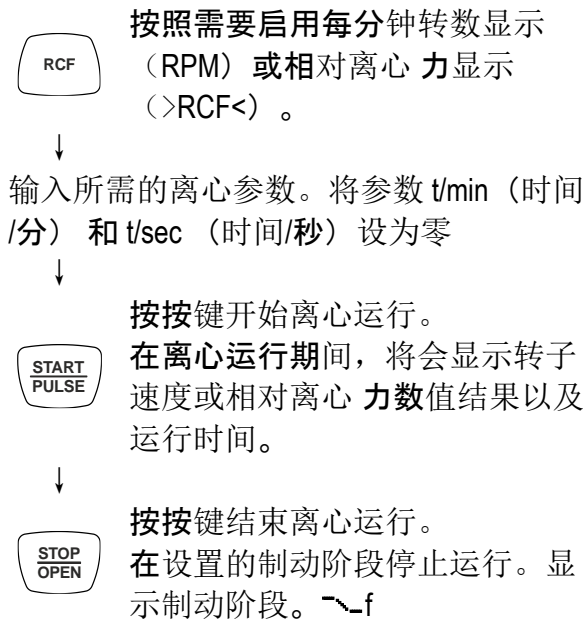 按照需要启用每分钟转数显示
RCF
（RPM）或相对离心 力显示
（>RCF<）。
↓
输入所需的离心参数。将参数 t/min（时间
/分） 和 t/sec （时间/秒）设为零
↓
按按键开始离心运行。
START
PULSE
在离心运行期间，将会显示转子
速度或相对离心 力数值结果以及
运行时间。
↓
按按键结束离心运行。
STOP
OPEN
在设置的制动阶段停止运行。显
示制动阶段。f